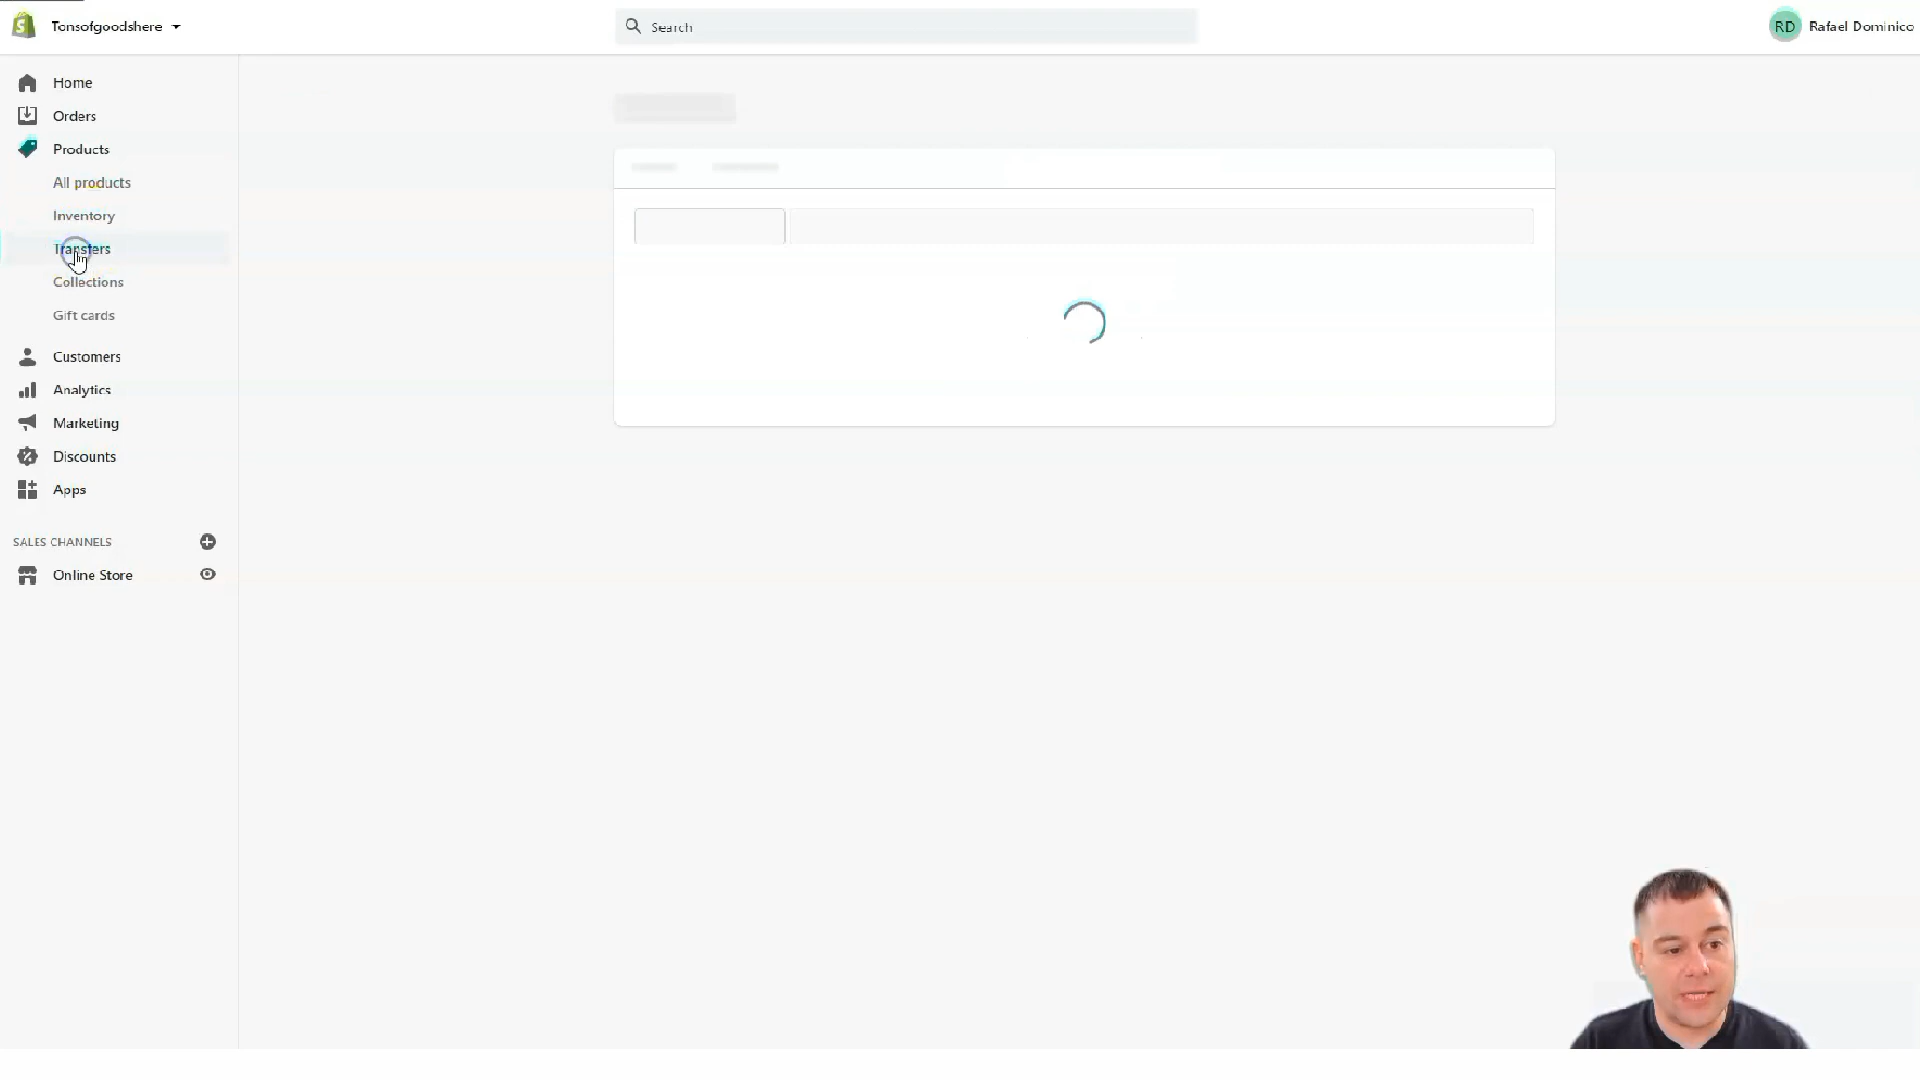 Tonsofgoodshere
Search
RD Rafael Dominico
Home
Orders
Products
All products
Inventory
Transfers
Collections
Gift cards
Customers
Analytics
Marketing
Discounts
Apps
SALES CHANNELS
Online Store